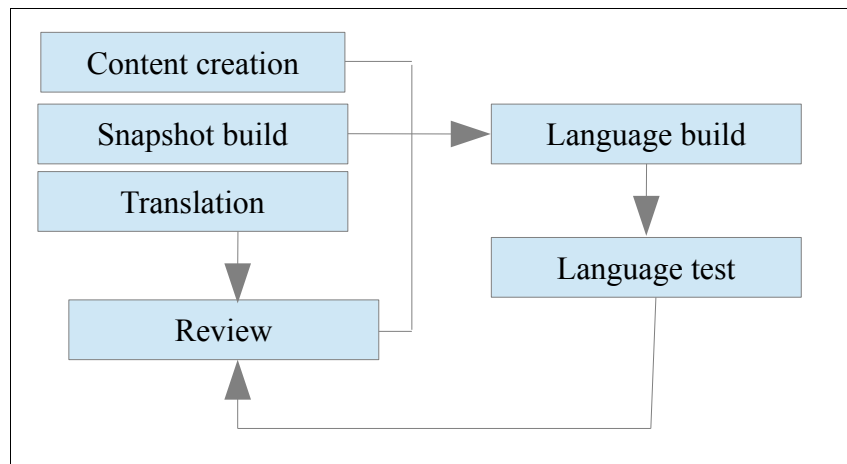 Content creation
Snapshot build
Language build
Translation
Language test
Review